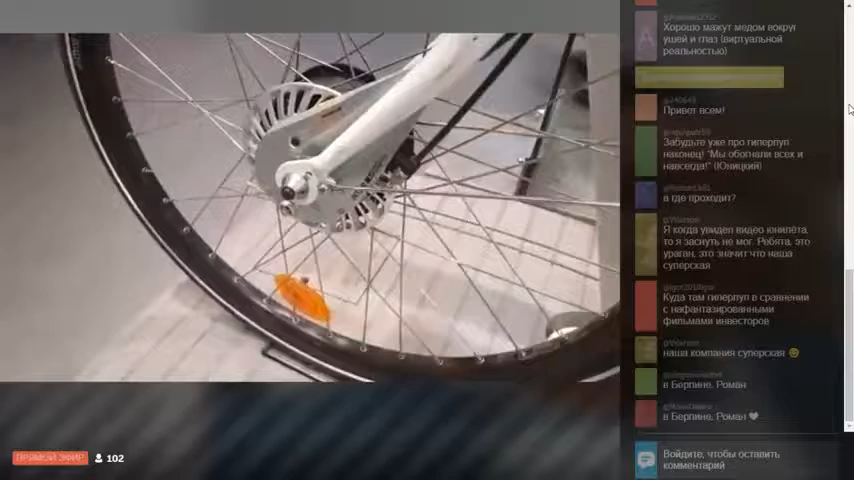 Хорошо мажут медом вокруг
ушей и глаз (виртуальной
реальностью)
Привет всем!
Забудьте уже про гиперлуп
наконец! "Мы обогнали всех и
навсегда!" (Юницкий)
а где проходит?
Я когда увидел видео юнилёта,
то я заснуть не мог. Ребята, это
ураган, это значит что наша
суперская
Куда там гиперлуп в сравнении
с нафантазированными
фильмами инвесторов
наша компания суперская
в Берлине. Роман
в Берлине. Роман
ПРЯМОЙ ЭФИР 102
Войдите, чтобы оставить
комментарий